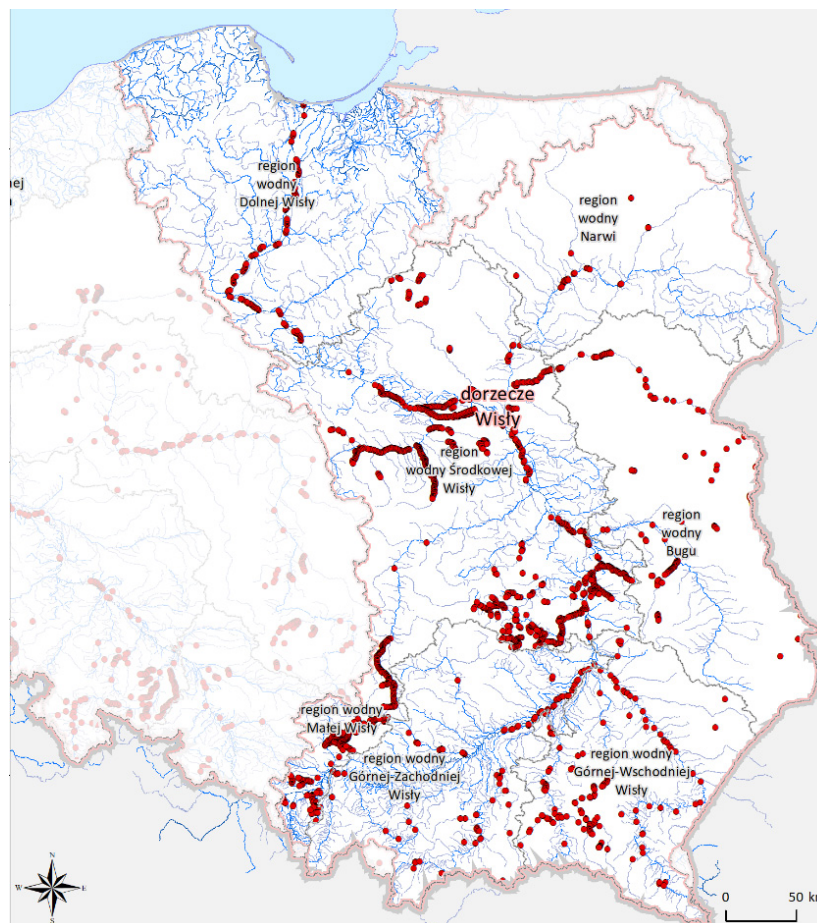 region
wodny
Dolnej Wisły
nej
region
wodny
Narwi
dorzecze
Wisły
region
wodny Środkowej
Wisły
region
wodny
Bugu
region wodny
Małej Wisły
region wodny
Górnej-Zachodniej
Wisły
region wodny
Górnej-Wschodniej
Wisły
W
E
S
0
50 km